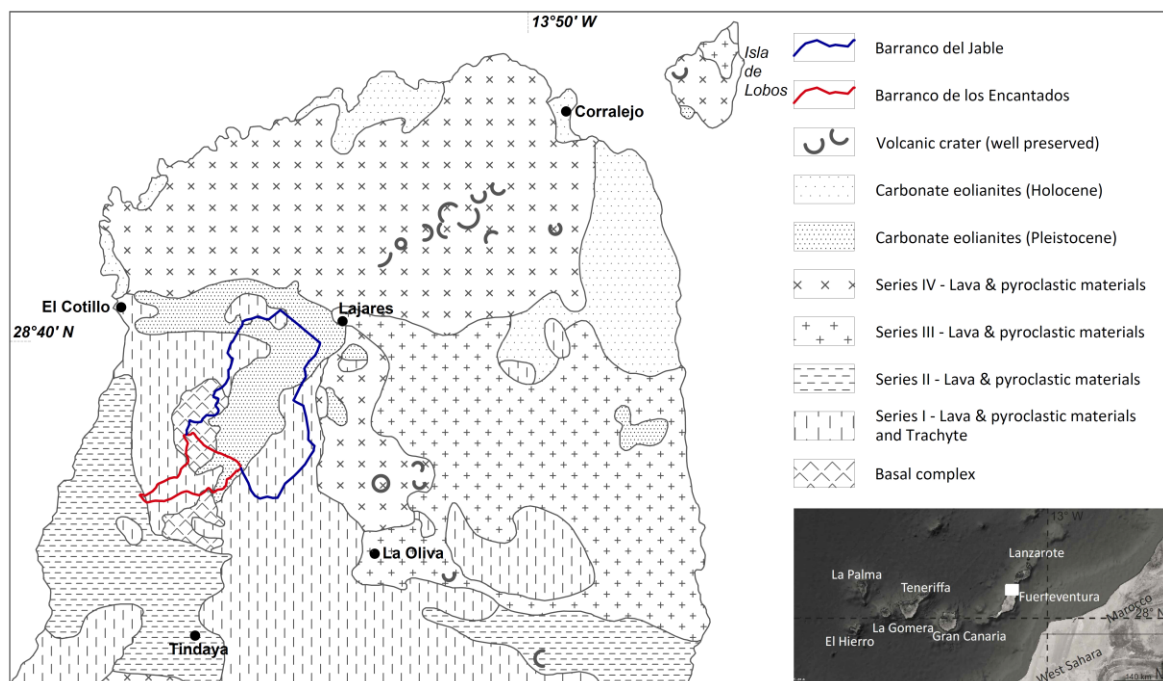 13°50' W
Isla
de
Lobos
Corralejo
El Cotillo
Lajares
28°40' N
La Oliva
Tindaya
Barranco del Jable
Barranco de los Encantados
Volcanic crater (well preserved)
Carbonate eolianites (Holocene)
Carbonate eolianites (Pleistocene)
Series IV - Lava & pyroclastic materials
Series III - Lava & pyroclastic materials
Series II - Lava & pyroclastic materials
Series I - Lava & pyroclastic materials
and Trachyte
Basal complex
13° W
Lanzarote
La Palma
Teneriffa
Fuerteventura
Marosco
28° N
La Gomera
El Hierro
Gran Canaria
West Sahara